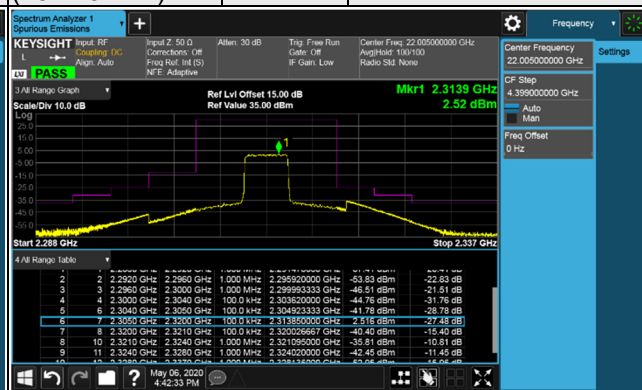 Spectrum Analyzer 1
Spurious Emissions
Frequency
KEYSIGHT Input: RF
Coupling: DC
Align: Auto
Input Z: 50 Ω
Corrections: Off
Freq Ref: Int (S)
NFE: Adaptive
Atten: 30 dB
Trig: Free Run
Gate: Off
IF Gain: Low
Center Freq: 22.005000000 GHz
Avg|Hold: 100/100
Radio Std: None
L
LXI PASS
Center Frequency
22.005000000 GHz
Settings
CF Step
4.399000000 GHz
Auto
Man
Freq Offset
0 Hz
3 All Range Graph
Scale/Div 10.0 dB
Ref Lvl Offset 15.00 dB
Ref Value 35.00 dBm
Mkr1 2.3139 GHz
2.52 dBm
Log
25.0
15.0
5.00
-5.00
-15.0
-25.0
-35.0
-45.0
-55.0
1
Start 2.288 GHz
Stop 2.337 GHz
4 All Range Table
2 2 2.2920 GHz 2.2960 GHz 1.000 MHz 2.295920000 GHz -53.83 dBm -22.83 dB
3 3 2.2960 GHz 2.3000 GHz 1.000 MHz 2.299993333 GHz -46.51 dBm -21.51 dB
4 4 2.3000 GHz 2.3040 GHz 100.0 kHz 2.303620000 GHz -44.76 dBm -31.76 dB
5 6 2.3040 GHz 2.3050 GHz 100.0 kHz 2.304923333 GHz -41.78 dBm -28.78 dB
6 7 2.3050 GHz 2.3200 GHz 100.0 kHz 2.313850000 GHz 2.516 dBm -27.48 dB
7 8 2.3200 GHz 2.3210 GHz 100.0 kHz 2.320026667 GHz -40.40 dBm -15.40 dB
8 10 2.3210 GHz 2.3240 GHz 1.000 MHz 2.321095000 GHz -35.81 dBm -10.81 dB
9 11 2.3240 GHz 2.3280 GHz 1.000 MHz 2.324020000 GHz -42.45 dBm -11.45 dB
May 06, 2020
4:42:33 PM